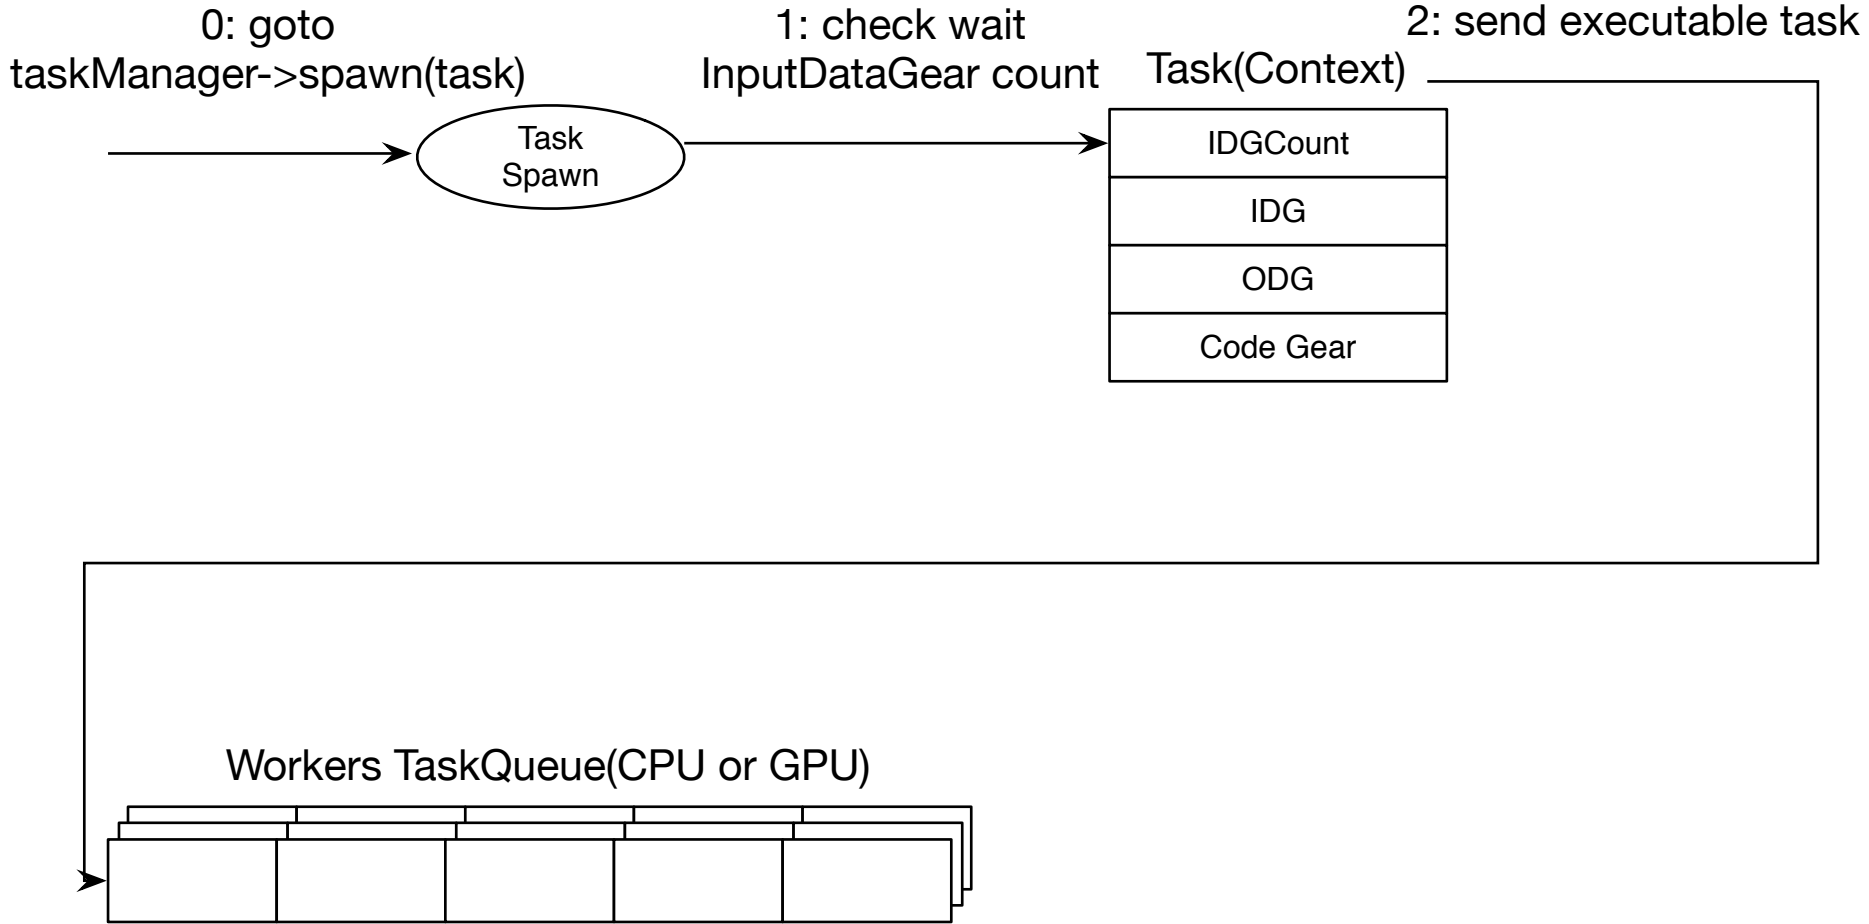 0: goto
taskManager->spawn(task)
1: check wait
InputDataGear count
2: send executable task
Task(Context)
Task
Spawn
IDGCount
IDG
ODG
Code Gear
Workers TaskQueue(CPU or GPU)